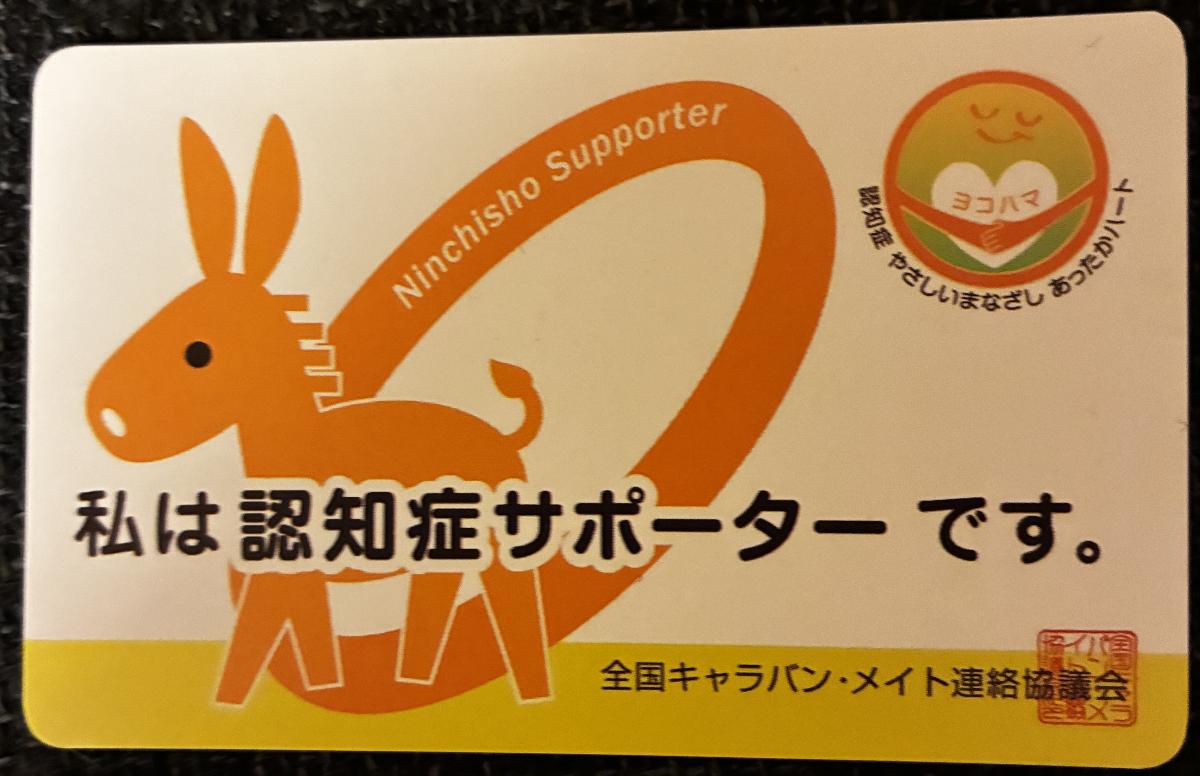 Ninchisho Supporter
ヨコハマ
認知症 やさしいまなざし あったかハート
私は認知症サポーターです。
全国キャラバン・メイト連絡協議会